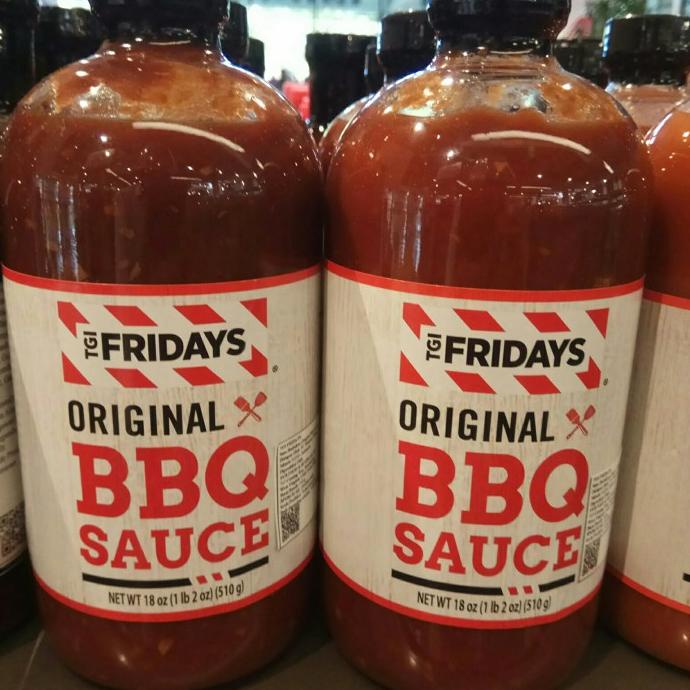 TGI FRIDAYS®
ORIGINAL
BBQ
SAUCE
NET WT 18 oz (1 lb 2 oz) (510 g)
TGI FRIDAYS®
ORIGINAL
BBQ
SAUCE
NET WT 18 oz (1 lb 2 oz) (510 g)